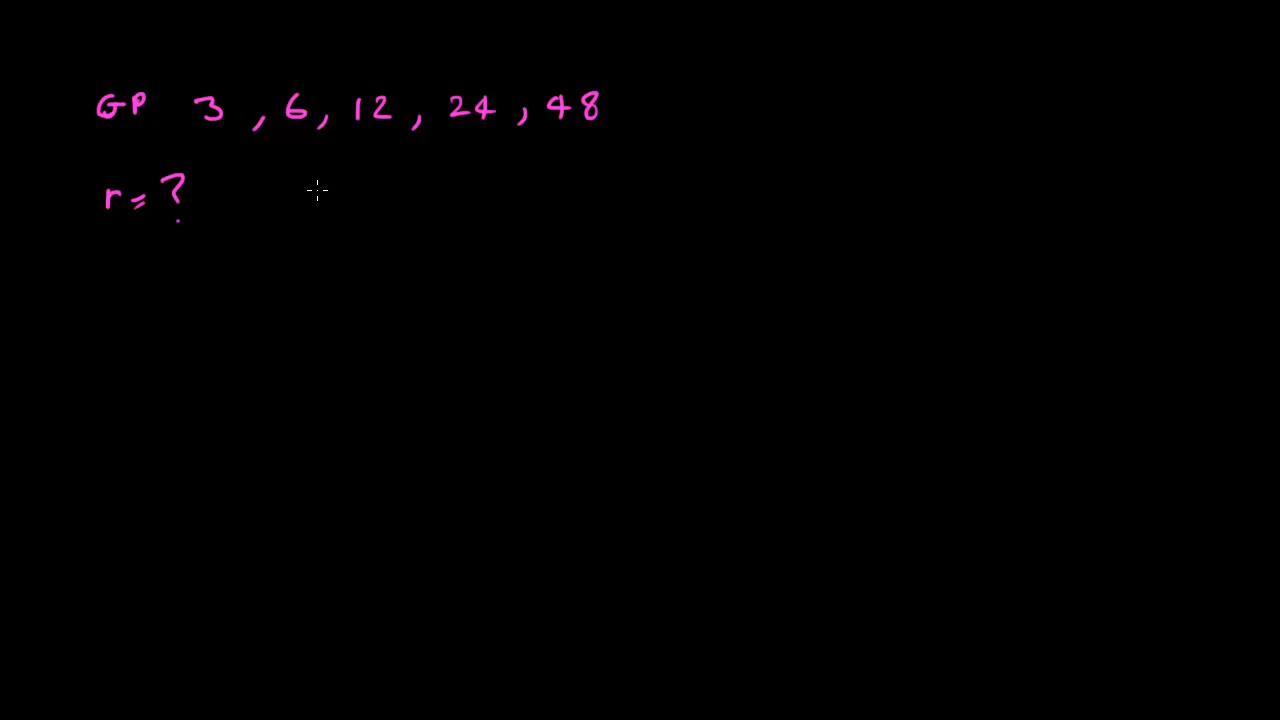 GP 3 , 6 , 12 , 24 , 48
r = ?